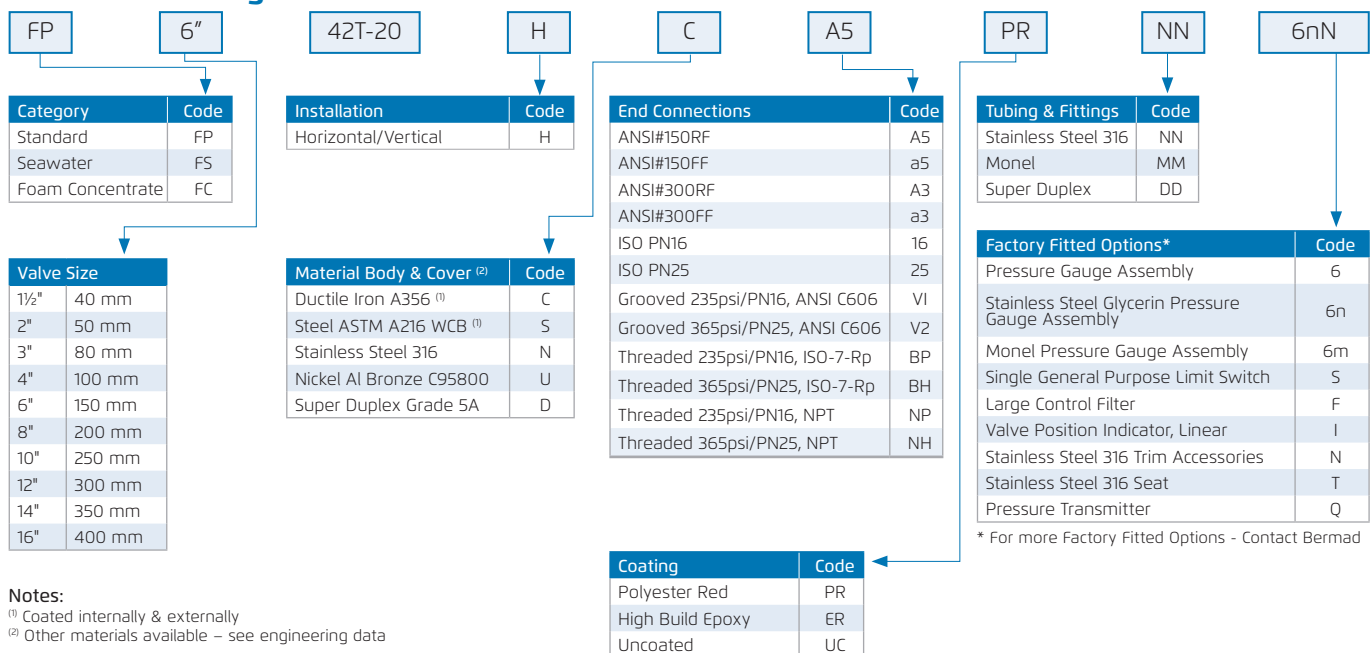 FP 6" 42T-20 H C A5 PR NN 6nN
Category Code
Standard FP
Seawater FS
Foam Concentrate FC
Valve Size
1½" 40 mm
2" 50 mm
3" 80 mm
4" 100 mm
6" 150 mm
8" 200 mm
10" 250 mm
12" 300 mm
14" 350 mm
16" 400 mm
Installation Code
Horizontal/Vertical H
Material Body & Cover (2) Code
Ductile Iron A356 (1) C
Steel ASTM A216 WCB (1) S
Stainless Steel 316 N
Nickel Al Bronze C95800 U
Super Duplex Grade 5A D
End Connections Code
ANSI#150RF A5
ANSI#150FF a5
ANSI#300RF A3
ANSI#300FF a3
ISO PN16 16
ISO PN25 25
Grooved 235psi/PN16, ANSI C606 VI
Grooved 365psi/PN25, ANSI C606 V2
Threaded 235psi/PN16, ISO-7-Rp BP
Threaded 365psi/PN25, ISO-7-Rp BH
Threaded 235psi/PN16, NPT NP
Threaded 365psi/PN25, NPT NH
Tubing & Fittings Code
Stainless Steel 316 NN
Monel MM
Super Duplex DD
Factory Fitted Options* Code
Pressure Gauge Assembly 6
Stainless Steel Glycerin Pressure
Gauge Assembly 6n
Monel Pressure Gauge Assembly 6m
Single General Purpose Limit Switch S
Large Control Filter F
Valve Position Indicator, Linear I
Stainless Steel 316 Trim Accessories N
Stainless Steel 316 Seat T
Pressure Transmitter Q
* For more Factory Fitted Options - Contact Bermad
Coating Code
Polyester Red PR
High Build Epoxy ER
Uncoated UC
Notes:
(1) Coated internally & externally
(2) Other materials available – see engineering data